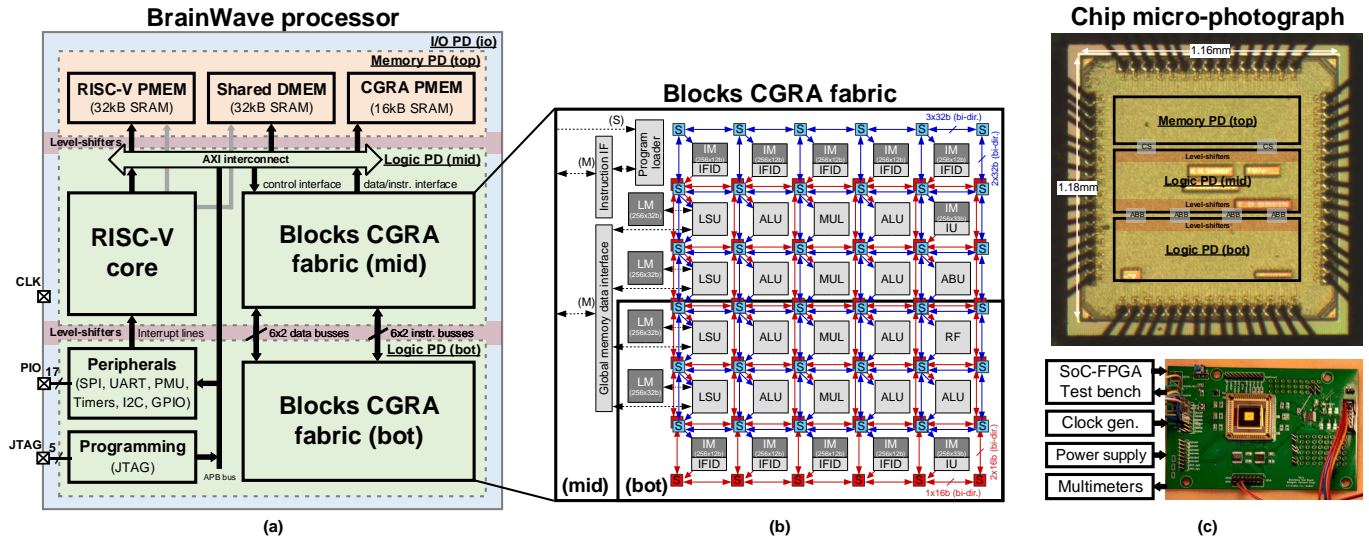 BrainWave processor
I/O PD (io)
Memory PD (top)
RISC-V PMEM
(32kB SRAM)
Shared DMEM
(32kB SRAM)
CGRA PMEM
(16kB SRAM)
Level-shifters
AXI interconnect
Logic PD (mid)
control interface
data/instr. interface
RISC-V
core
Blocks CGRA
fabric (mid)
CLK
Level-shifters
Interrupt lines
6x2 data busses
6x2 instr. busses
Logic PD (bot)
PIO
17
Peripherals
(SPI, UART, PMU,
Timers, I2C, GPIO)
JTAG
5
Programming
(JTAG)
APB bus
Blocks CGRA
fabric (bot)
(a)
Blocks CGRA fabric
(S)
(M)
(M)
Instruction IF
Program
loader
Global memory data interface
3x32b (bi-dir.)
2x32b (bi-dir.)
S S S S S S
IM
(256x12b)
IFID
IM
(256x12b)
IFID
IM
(256x12b)
IFID
IM
(256x12b)
IFID
S S S S S S
LM
(256x32b)
LSU
ALU
MUL
ALU
IM
(256x33b)
IU
S S S S S S
LM
(256x32b)
LSU
ALU
MUL
ALU
ABU
S S S S S S
LM
(256x32b)
LSU
ALU
MUL
ALU
RF
S S S S S S
LM
(256x32b)
LSU
ALU
MUL
ALU
ALU
S S S S S S
IM
(256x12b)
IFID
IM
(256x12b)
IFID
IM
(256x12b)
IFID
IM
(256x12b)
IFID
IM
(256x33b)
IU
S S S S S S
2x16b (bi-dir.)
1x16b (bi-dir.)
(mid)
(bot)
(b)
Chip micro-photograph
1.16mm
1.18mm
Memory PD (top)
CS
CS
Level-shifters
Logic PD (mid)
Level-shifters
ABB
ABB
ABB
ABB
Level-shifters
Logic PD (bot)
SoC-FPGA
Test bench
Clock gen.
Power supply
Multimeters
(c)